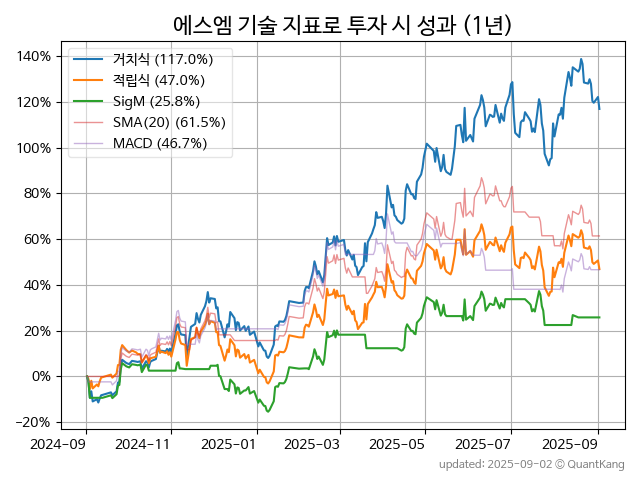 에스엠 기술 지표로 투자 시 성과 (1년)
거치식 (117.0%)
적립식 (47.0%)
SigM (25.8%)
SMA(20) (61.5%)
MACD (46.7%)
140%
120%
100%
80%
60%
40%
20%
0%
−20%
2024-09 2024-11 2025-01 2025-03 2025-05 2025-07 2025-09
updated: 2025-09-02 © QuantKang